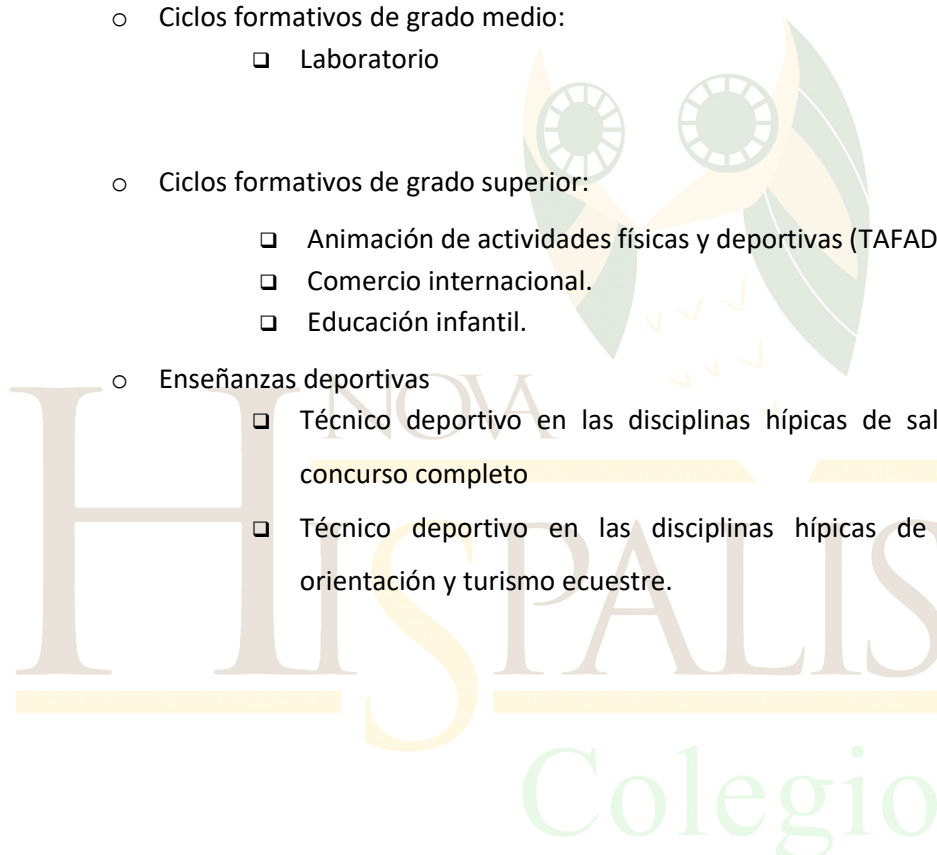 o Ciclos formativos de grado medio:
❑ Laboratorio
o Ciclos formativos de grado superior:
❑ Animación de actividades físicas y deportivas (TAFAD
❑ Comercio internacional.
❑ Educación infantil.
o Enseñanzas deportivas
❑ Técnico deportivo en las disciplinas hípicas de sal
concurso completo
❑ Técnico deportivo en las disciplinas hípicas de
orientación y turismo ecuestre.
NOVA
HISPALIS
Colegio